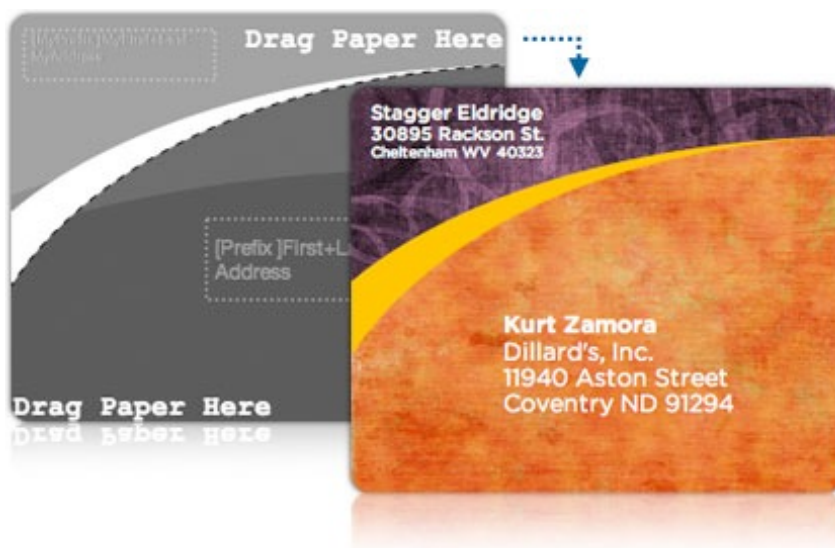 Drag Paper Here
[Prefix ]First+L
Address
Drag Paper Here
Stagger Eldridge
30895 Rackson St.
Cheltenham WV 40323
Kurt Zamora
Dillard's, Inc.
11940 Aston Street
Coventry ND 91294